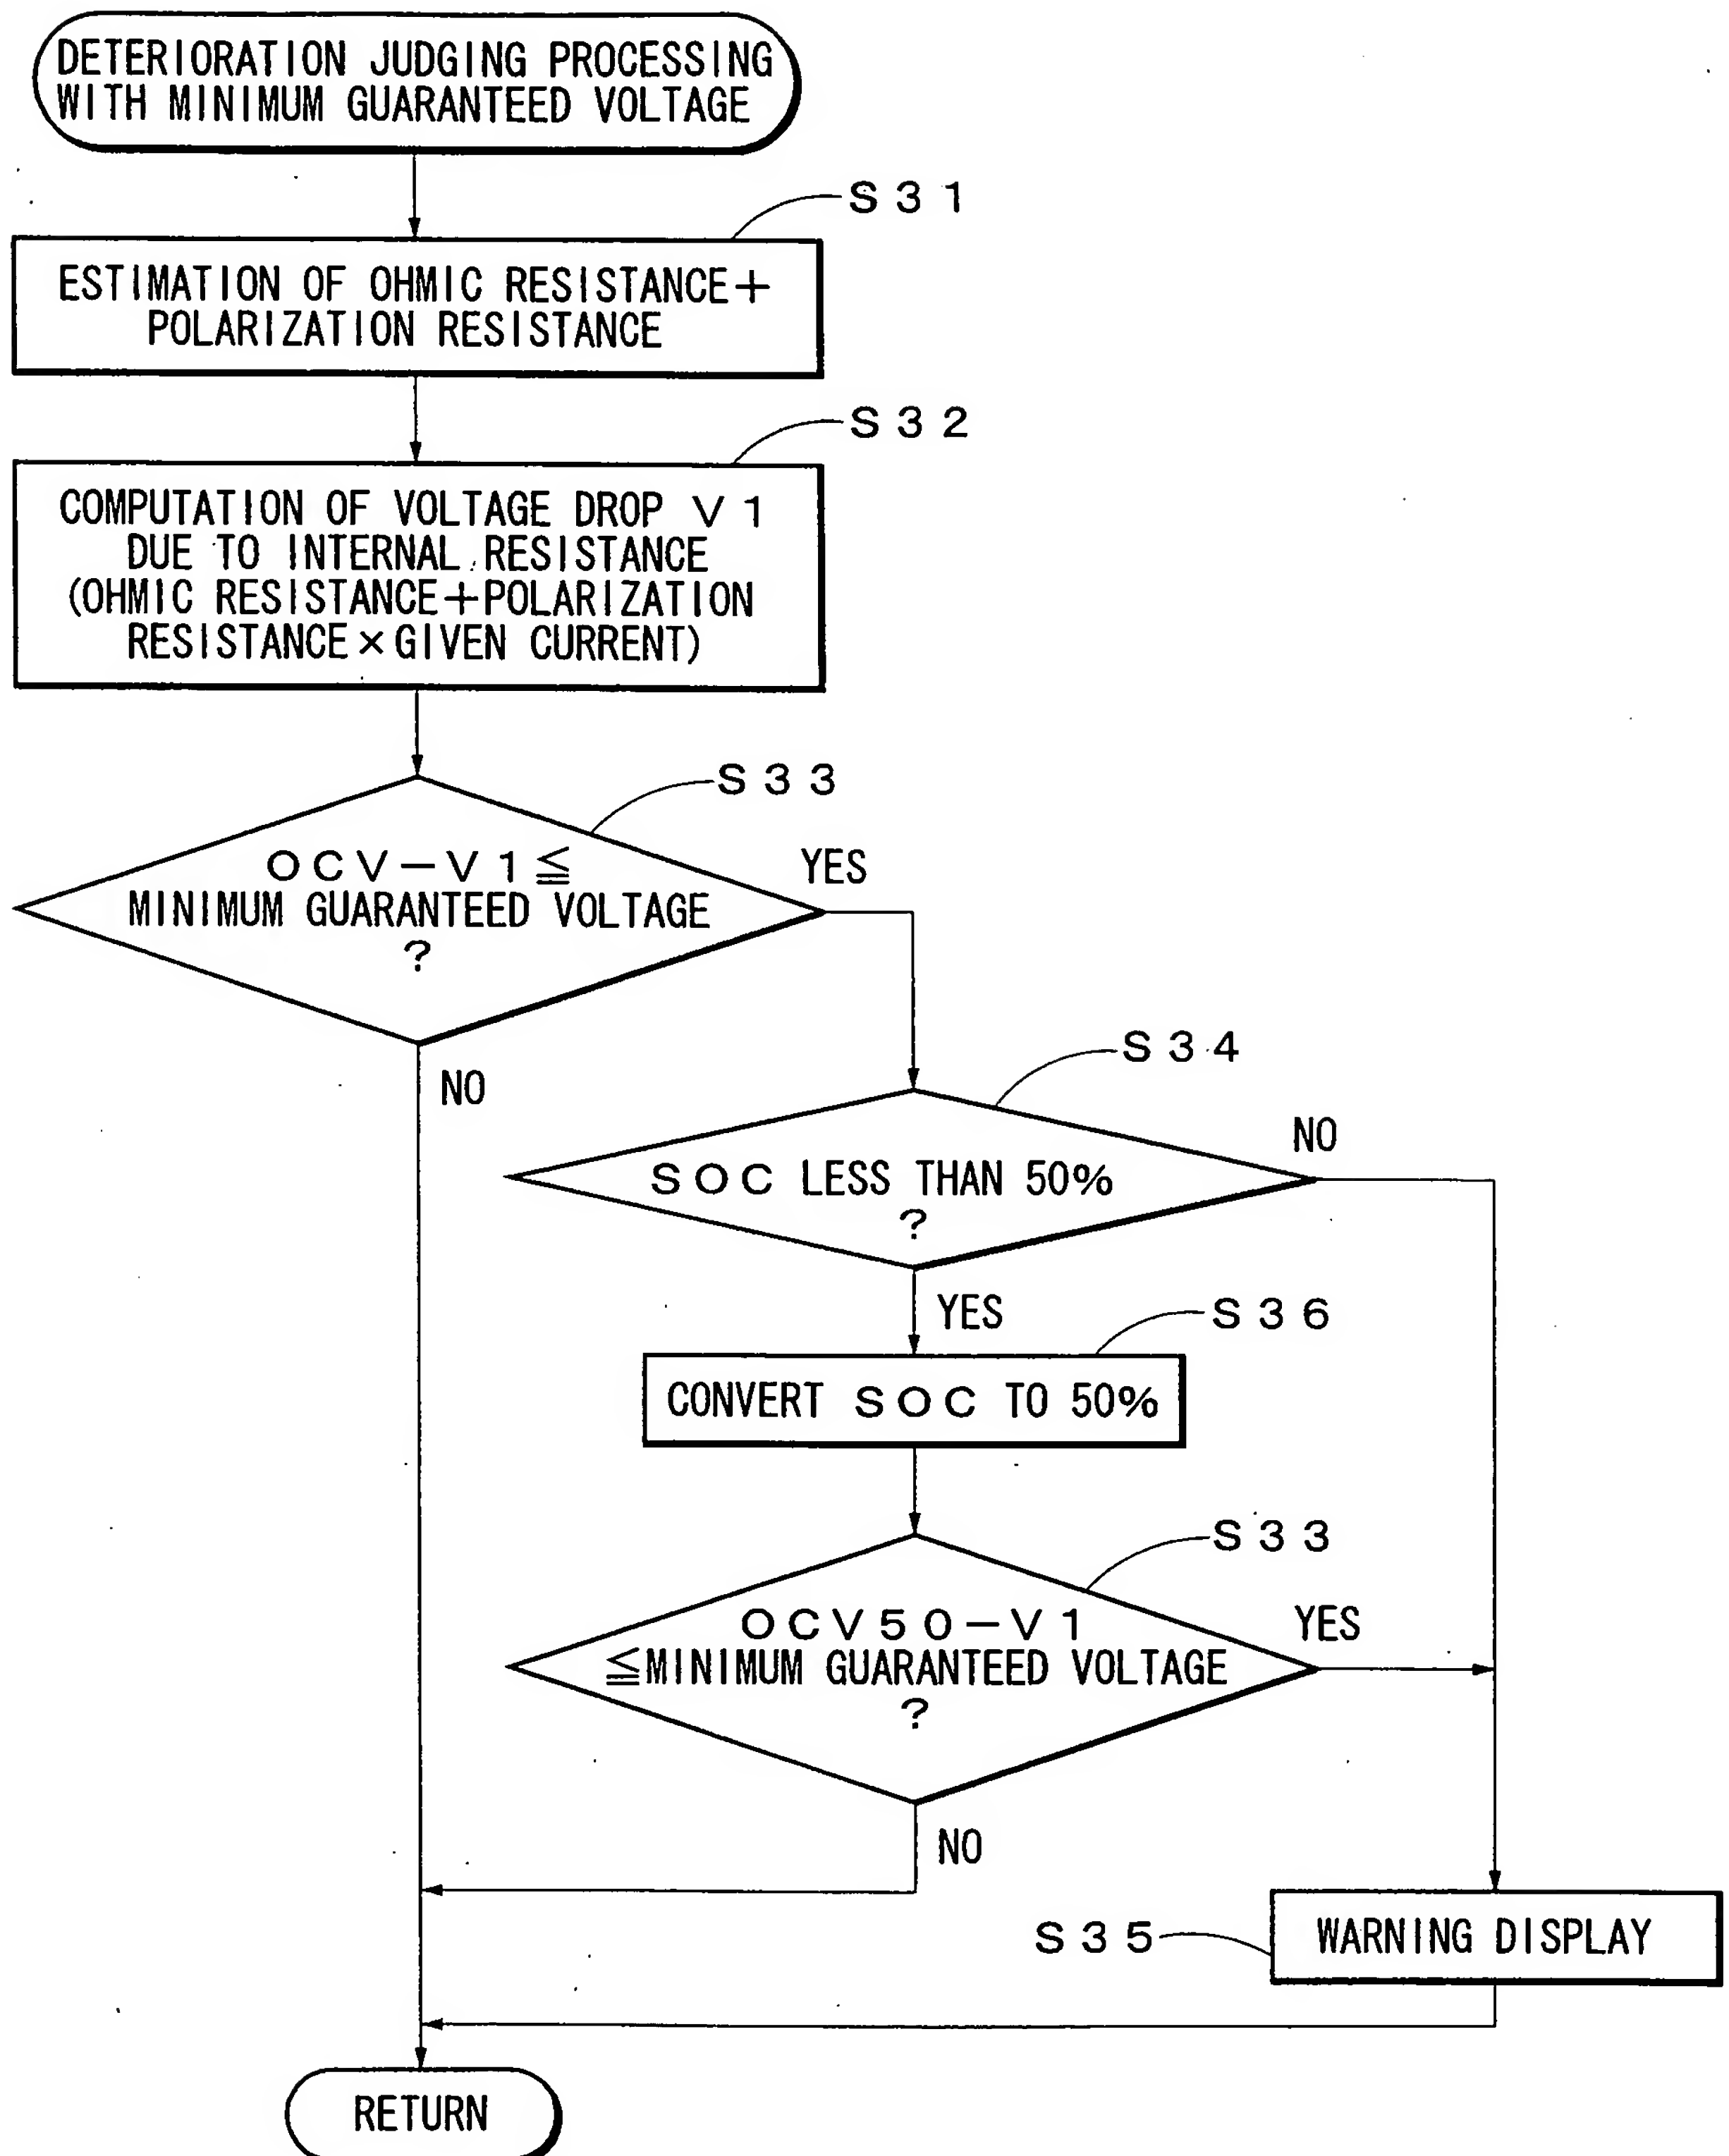 DETERIORATION JUDGING PROCESSING
WITH MINIMUM GUARANTEED VOLTAGE
S31
ESTIMATION OF OHMIC RESISTANCE+
POLARIZATION RESISTANCE
S32
COMPUTATION OF VOLTAGE DROP V1
DUE TO INTERNAL RESISTANCE
(OHMIC RESISTANCE+POLARIZATION
RESISTANCE×GIVEN CURRENT)
S33
OCV-V1≦
MINIMUM GUARANTEED VOLTAGE
?
YES
NO
S34
SOC LESS THAN 50%
?
NO
YES
S36
CONVERT SOC TO 50%
S33
OCV50-V1
≦MINIMUM GUARANTEED VOLTAGE
?
YES
NO
S35
WARNING DISPLAY
RETURN